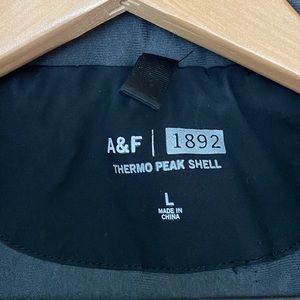 A&F | 1892
THERMO PEAK SHELL
L
MADE IN
CHINA